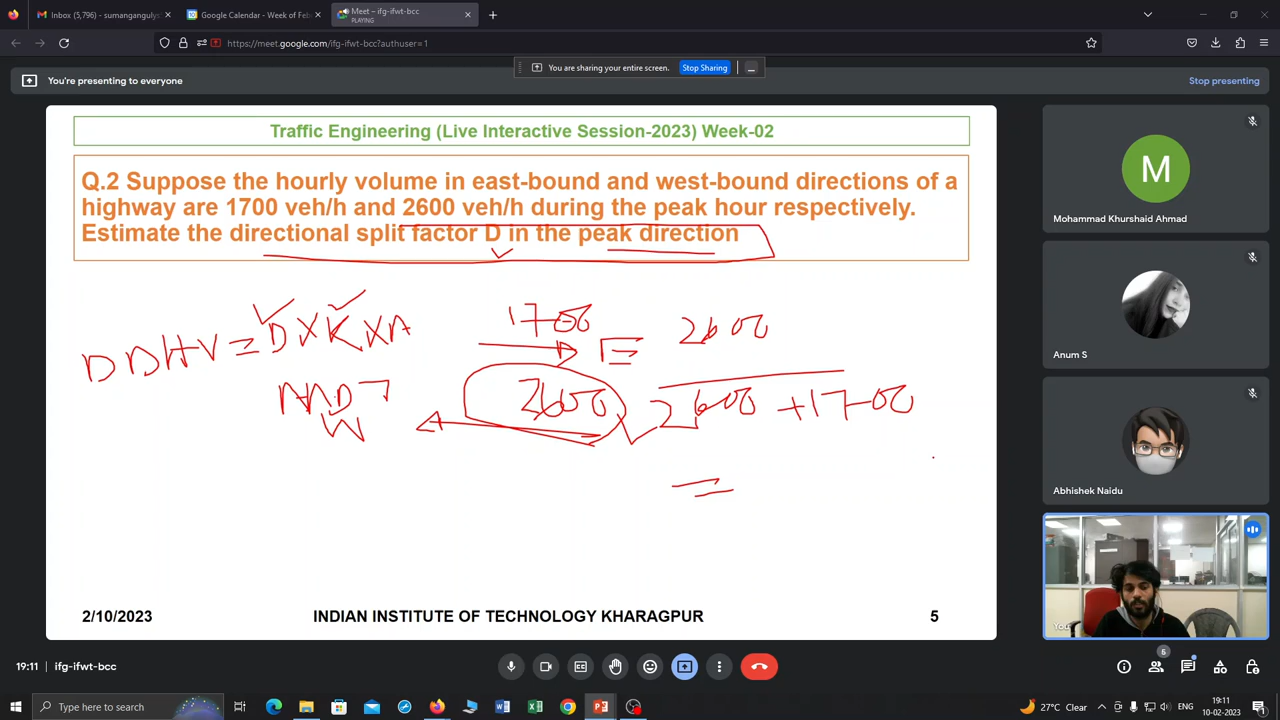 Inbox (5,796) - sumangangulys
Google Calendar - Week of Feb
Meet – ifg-ifwt-bcc
PLAYING
https://meet.google.com/ifg-ifwt-bcc?authuser=1
You are sharing your entire screen.
Stop Sharing
You're presenting to everyone
Stop presenting
Traffic Engineering (Live Interactive Session-2023) Week-02
Q.2 Suppose the hourly volume in east-bound and west-bound directions of a
highway are 1700 veh/h and 2600 veh/h during the peak hour respectively.
Estimate the directional split factor D in the peak direction
DDHV = D X K X A
AADT
1700
E
2600
W
2600
2600 + 1700
=
2/10/2023
INDIAN INSTITUTE OF TECHNOLOGY KHARAGPUR
5
M
Mohammad Khurshaid Ahmad
Anum S
Abhishek Naidu
You
19:11
ifg-ifwt-bcc
6
Type here to search
27°C Clear
19:11
10-02-2023